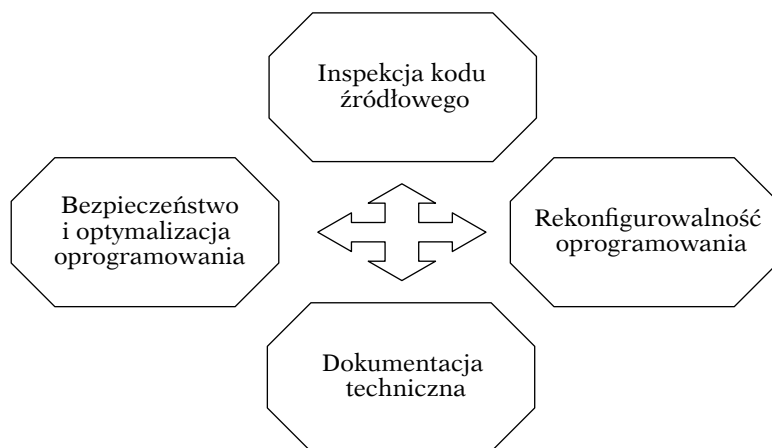 Inspekcja kodu
źródłowego
Bezpieczeństwo
i optymalizacja
oprogramowania
Rekonfigurowalność
oprogramowania
Dokumentacja
techniczna